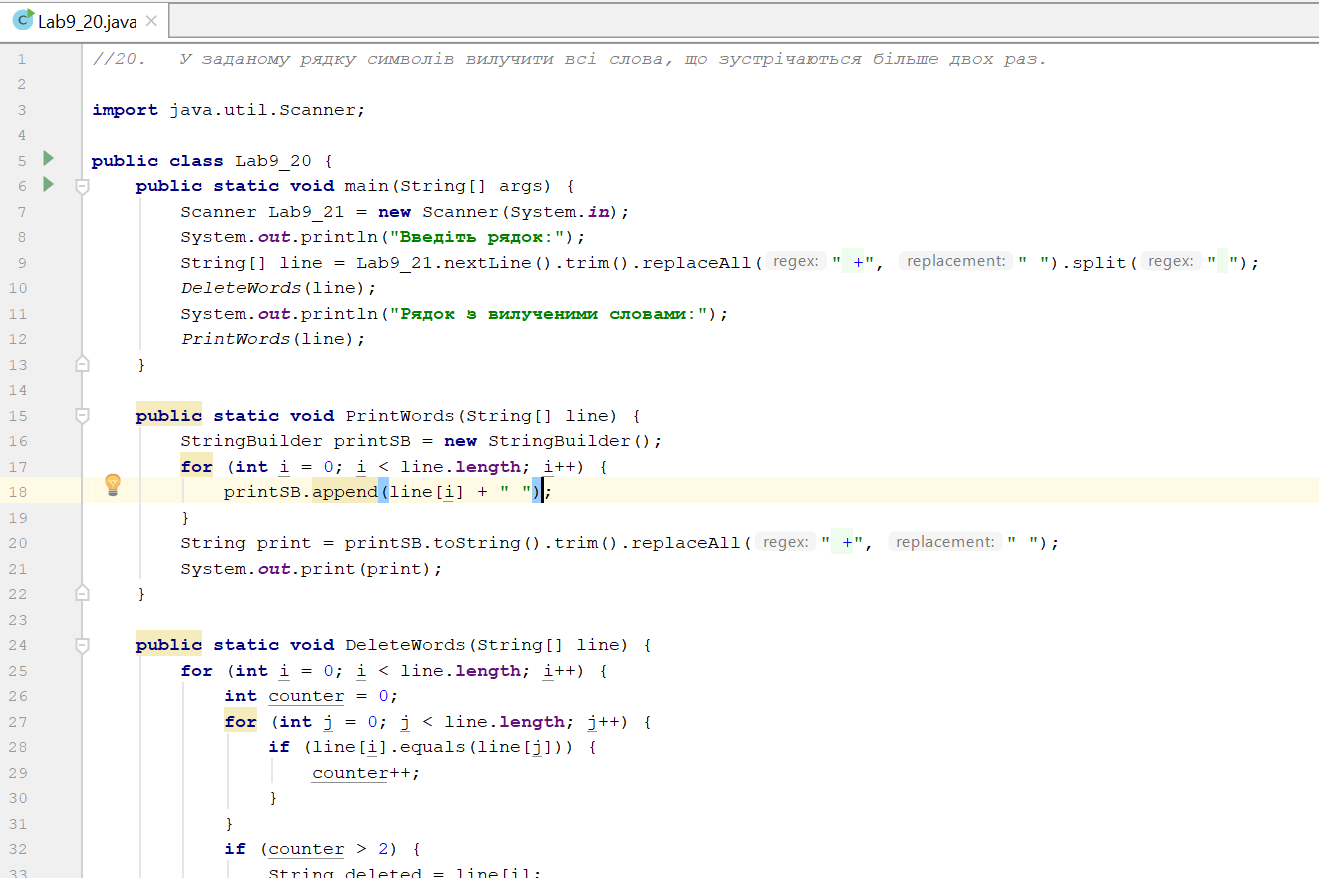 Lab9_20.java
1 //20. У заданому рядку символів вилучити всі слова, що зустрічаються більше двох раз.
2
3 import java.util.Scanner;
4
5 public class Lab9_20 {
6 public static void main(String[] args) {
7 Scanner Lab9_21 = new Scanner(System.in);
8 System.out.println("Введіть рядок:");
9 String[] line = Lab9_21.nextLine().trim().replaceAll( regex: " +", replacement: " ").split( regex: " ");
10 DeleteWords(line);
11 System.out.println("Рядок з вилученими словами:");
12 PrintWords(line);
13 }
14
15 public static void PrintWords(String[] line) {
16 StringBuilder printSB = new StringBuilder();
17 for (int i = 0; i < line.length; i++) {
18 printSB.append(line[i] + " ");
19 }
20 String print = printSB.toString().trim().replaceAll( regex: " +", replacement: " ");
21 System.out.print(print);
22 }
23
24 public static void DeleteWords(String[] line) {
25 for (int i = 0; i < line.length; i++) {
26 int counter = 0;
27 for (int j = 0; j < line.length; j++) {
28 if (line[i].equals(line[j])) {
29 counter++;
30 }
31 }
32 if (counter > 2) {
33 String deleted = line[i];